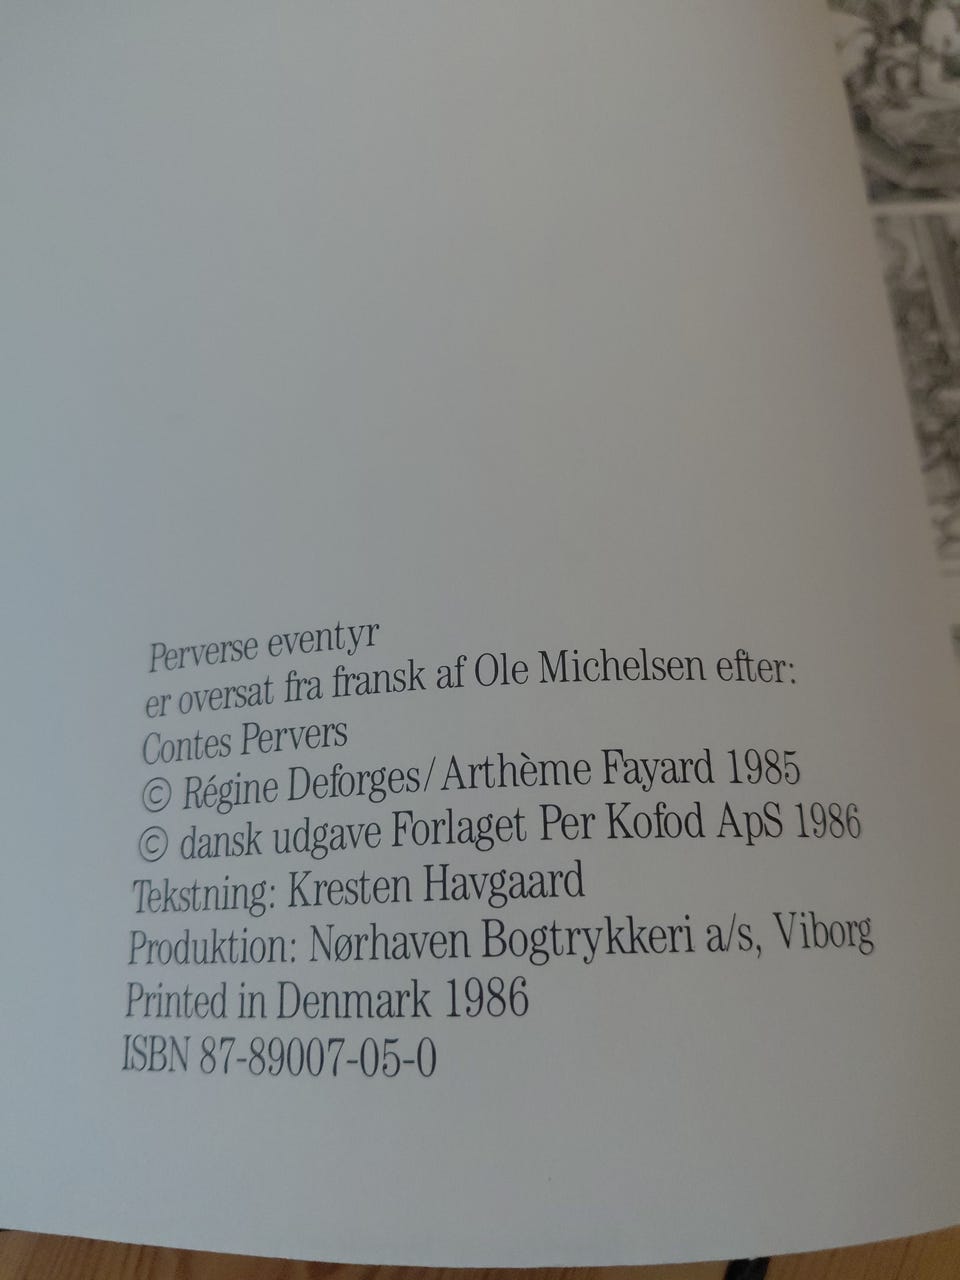 Perverse eventyr
er oversat fra fransk af Ole Michelsen efter:
Contes Pervers
© Régine Deforges/Arthème Fayard 1985
© dansk udgave Forlaget Per Kofod ApS 1986
Tekstning: Kresten Havgaard
Produktion: Nørhaven Bogtrykkeri a/s, Viborg
Printed in Denmark 1986
ISBN 87-89007-05-0